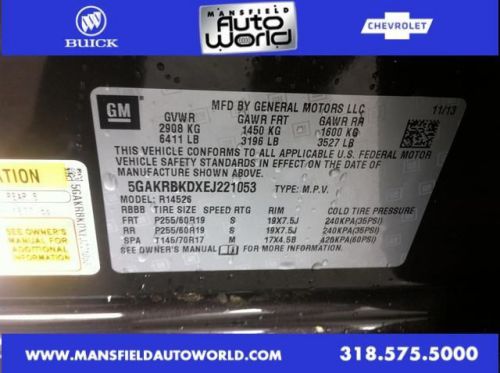 BUICK
MANSFIELD
Auto
World
CHEVROLET
GM
MFD BY GENERAL MOTORS LLC
11/13
GVWR GAWR FRT GAWR RR
2908 KG 1450 KG 1600 KG
6411 LB 3196 LB 3527 LB
THIS VEHICLE CONFORMS TO ALL APPLICABLE U.S. FEDERAL MOTOR
VEHICLE SAFETY STANDARDS IN EFFECT ON THE DATE OF
MANUFACTURE SHOWN ABOVE.
5GAKRBKDXEJ221053 TYPE: M.P.V.
MODEL: R14526
RBBB TIRE SIZE SPEED RTG RIM COLD TIRE PRESSURE
FRT P255/60R19 S 19X7.5J 240KPA(35PSI)
RR P255/60R19 S 19X7.5J 240KPA(35PSI)
SPA T145/70R17 M 17X4.5B 420KPA(60PSI)
SEE OWNER'S MANUAL FOR MORE INFORMATION.
ATION
REAR 5
SEE OWNER'S
MANUAL FOR
ADDITIONAL
INFORMATION
5GAKRBKDXEJ221053
WWW.MANSFIELDAUTOWORLD.COM
318.575.5000